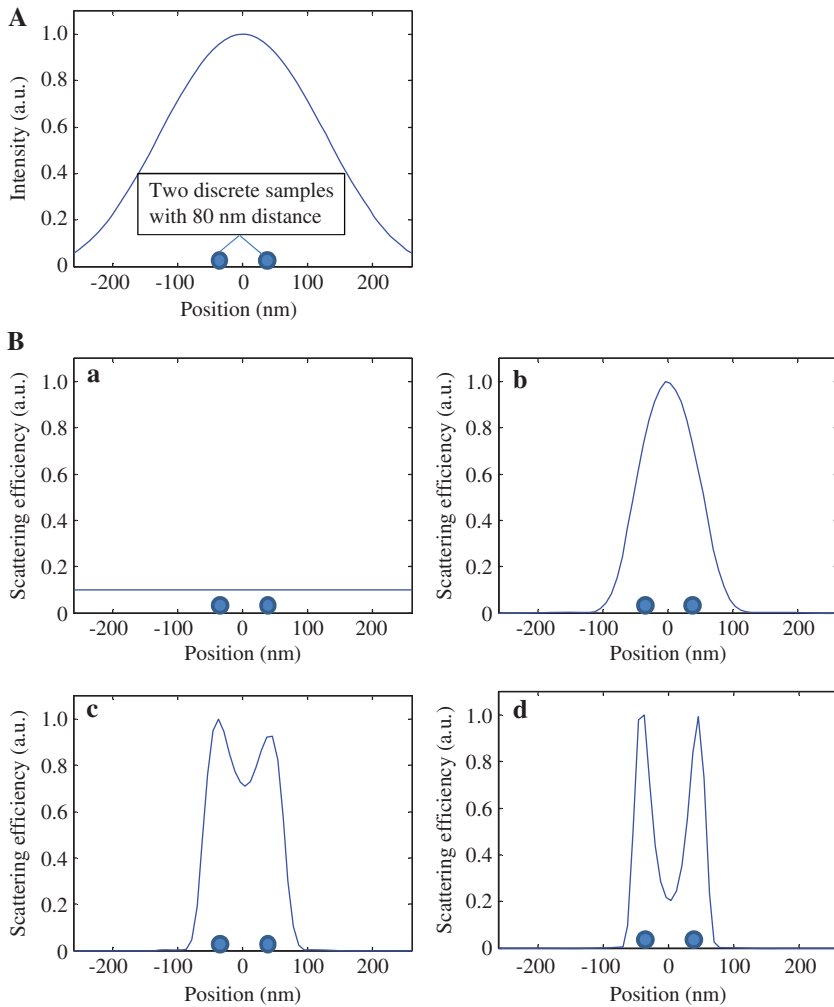 A
Intensity (a.u.)
1.0
0.8
0.6
0.4
0.2
0
Two discrete samples
with 80 nm distance
-200 -100 0 100 200
Position (nm)
B
a
Scattering efficiency (a.u.)
1.0
0.8
0.6
0.4
0.2
0
-200 -100 0 100 200
Position (nm)
b
Scattering efficiency (a.u.)
1.0
0.8
0.6
0.4
0.2
0
-200 -100 0 100 200
Position (nm)
c
Scattering efficiency (a.u.)
1.0
0.8
0.6
0.4
0.2
0
-200 -100 0 100 200
Position (nm)
d
Scattering efficiency (a.u.)
1.0
0.8
0.6
0.4
0.2
0
-200 -100 0 100 200
Position (nm)